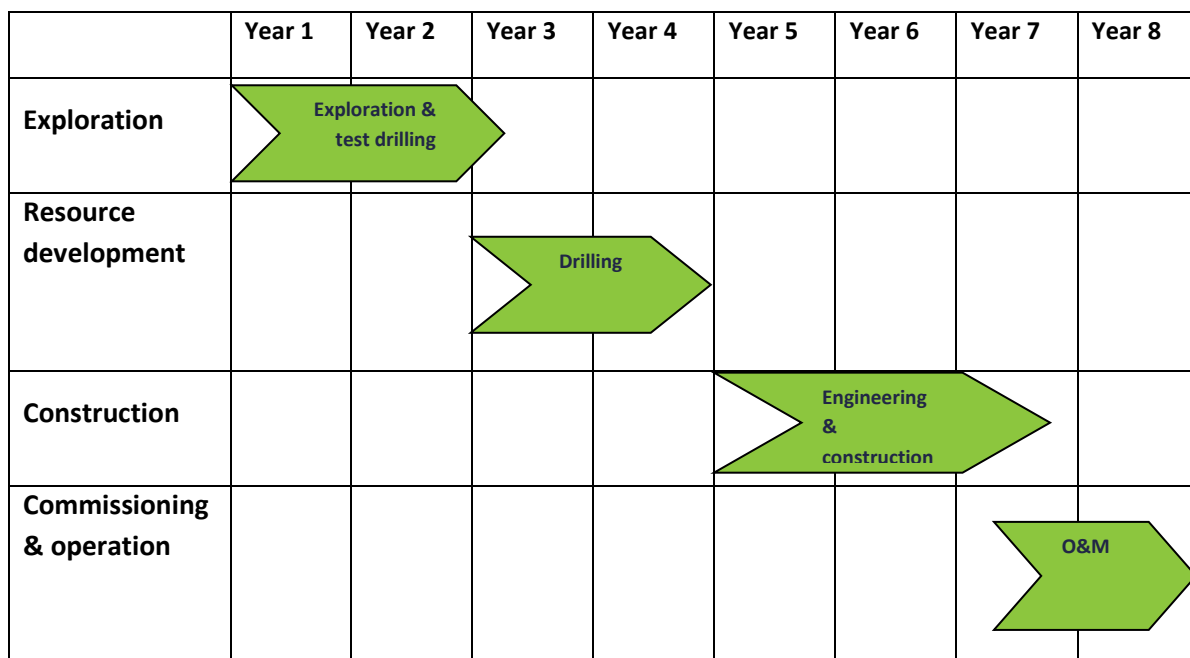 Year 1 Year 2 Year 3 Year 4 Year 5 Year 6 Year 7 Year 8
Exploration
Exploration &
test drilling
Resource
development
Drilling
Construction
Engineering
&
construction
Commissioning
& operation
O&M